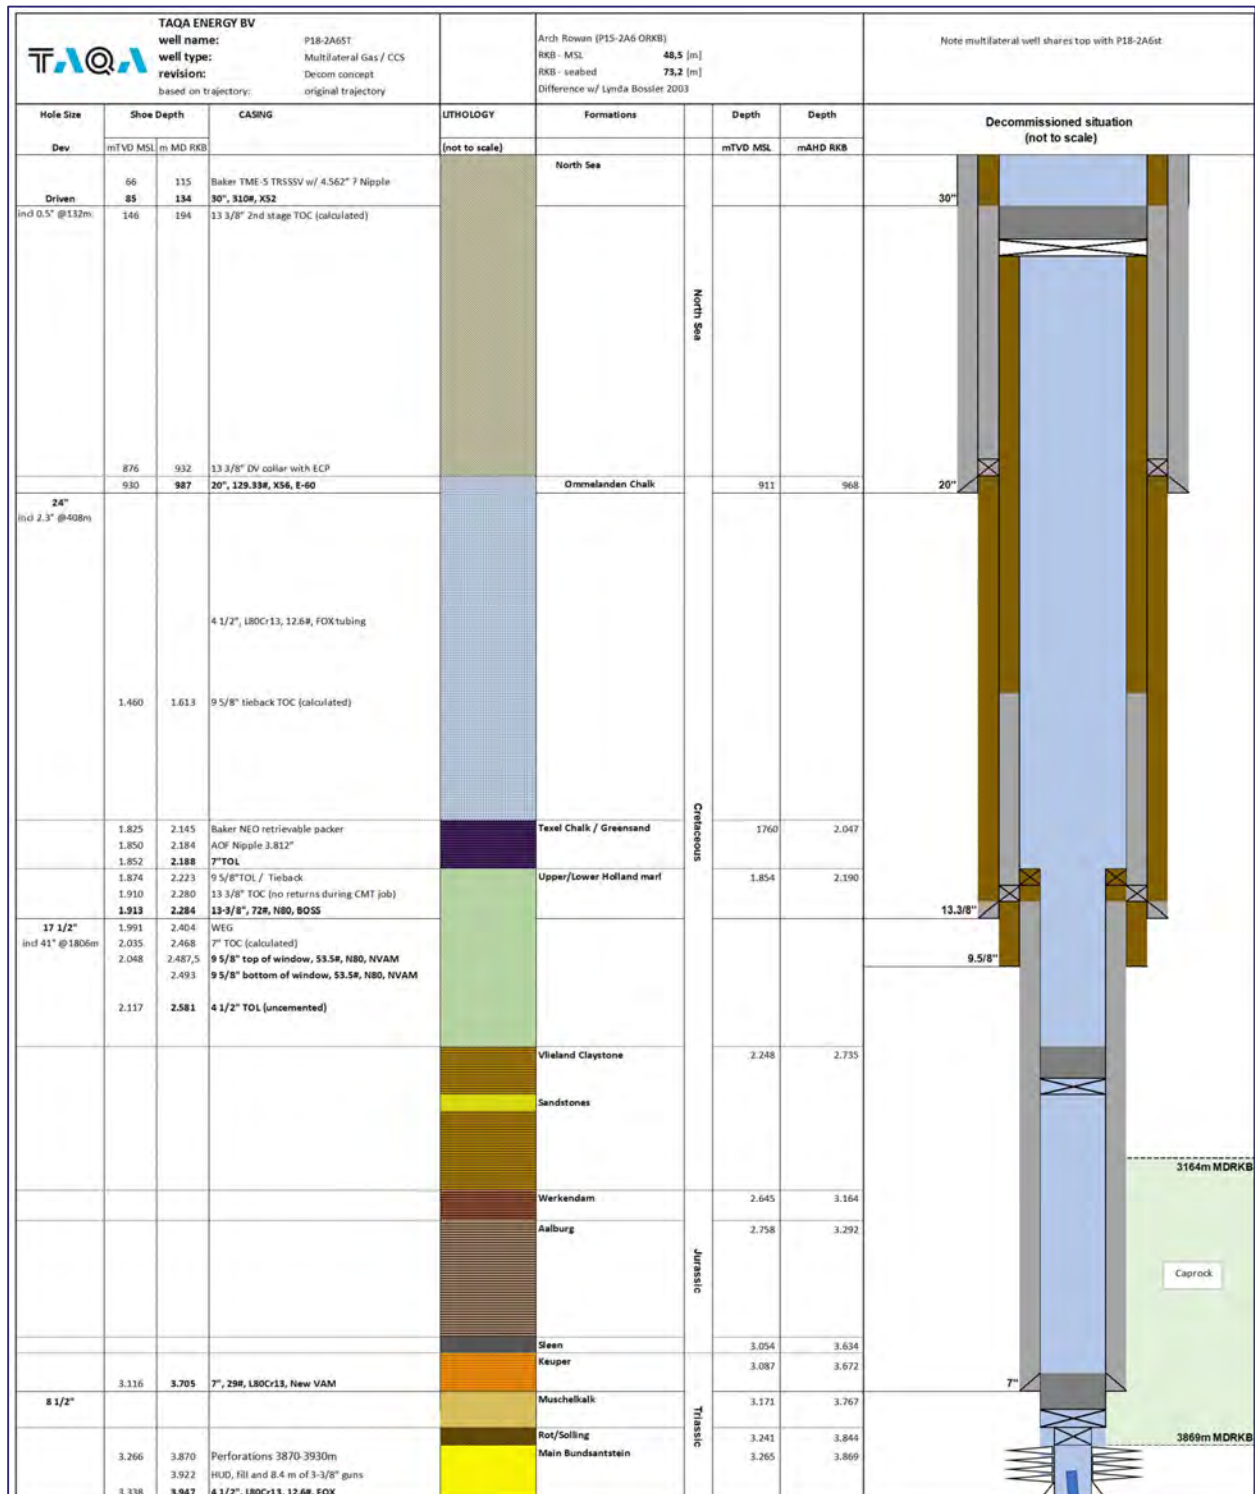 TAQA
TAQA ENERGY BV
well name: P18-2A6ST
well type: Multilateral Gas / CCS
revision: Decom concept
based on trajectory: original trajectory
Arch Rowan (P15-2A6 ORKB)
RKB - MSL 48,5 [m]
RKB - seabed 73,2 [m]
Difference w/ Lynda Bossler 2003
Note multilateral well shares top with P18-2A6st
Hole Size Shoe Depth CASING LITHOLOGY Formations Depth Depth
Decommissioned situation
(not to scale)
Dev mTVD MSL m MD RKB (not to scale) mTVD MSL mAHD RKB
North Sea
66 115 Baker TME-5 TRSSSV w/ 4.562" ? Nipple
Driven 85 134 30", 310#, X52
30"
incl 0.5° @132m 146 194 13 3/8" 2nd stage TOC (calculated)
North Sea
876 932 13 3/8" DV collar with ECP
930 987 20", 129.33#, X56, E-60 Ommelanden Chalk 911 968
20"
24"
incl 2.3° @408m
4 1/2", L80Cr13, 12.6#, FOX tubing
1.460 1.613 9 5/8" tieback TOC (calculated)
Cretaceous
1.825 2.145 Baker NEO retrievable packer Texel Chalk / Greensand 1760 2.047
1.850 2.184 AOF Nipple 3.812"
1.852 2.188 7"TOL
1.874 2.223 9 5/8"TOL / Tieback Upper/Lower Holland marl 1.854 2.190
1.910 2.280 13 3/8" TOC (no returns during CMT job)
1.913 2.284 13-3/8", 72#, N80, BOSS
13.3/8"
17 1/2" 1.991 2.404 WEG
incl 41° @1806m 2.035 2.468 7" TOC (calculated)
2.048 2.487,5 9 5/8" top of window, 53.5#, N80, NVAM
9.5/8"
2.493 9 5/8" bottom of window, 53.5#, N80, NVAM
2.117 2.581 4 1/2" TOL (uncemented)
Vlieland Claystone 2.248 2.735
Sandstones
3164m MDRKB
Werkendam 2.645 3.164
Aalburg 2.758 3.292
Jurassic
Caprock
Sleen 3.054 3.634
Keuper 3.087 3.672
3.116 3.705 7", 29#, L80Cr13, New VAM
7"
8 1/2" Muschelkalk 3.171 3.767
Triassic
Rot/Solling 3.241 3.844
3869m MDRKB
3.266 3.870 Perforations 3870-3930m Main Bundsantstein 3.265 3.869
3.922 HUD, fill and 8.4 m of 3-3/8" guns
3.338 3.947 4 1/2", L80Cr13, 12.6#, FOX